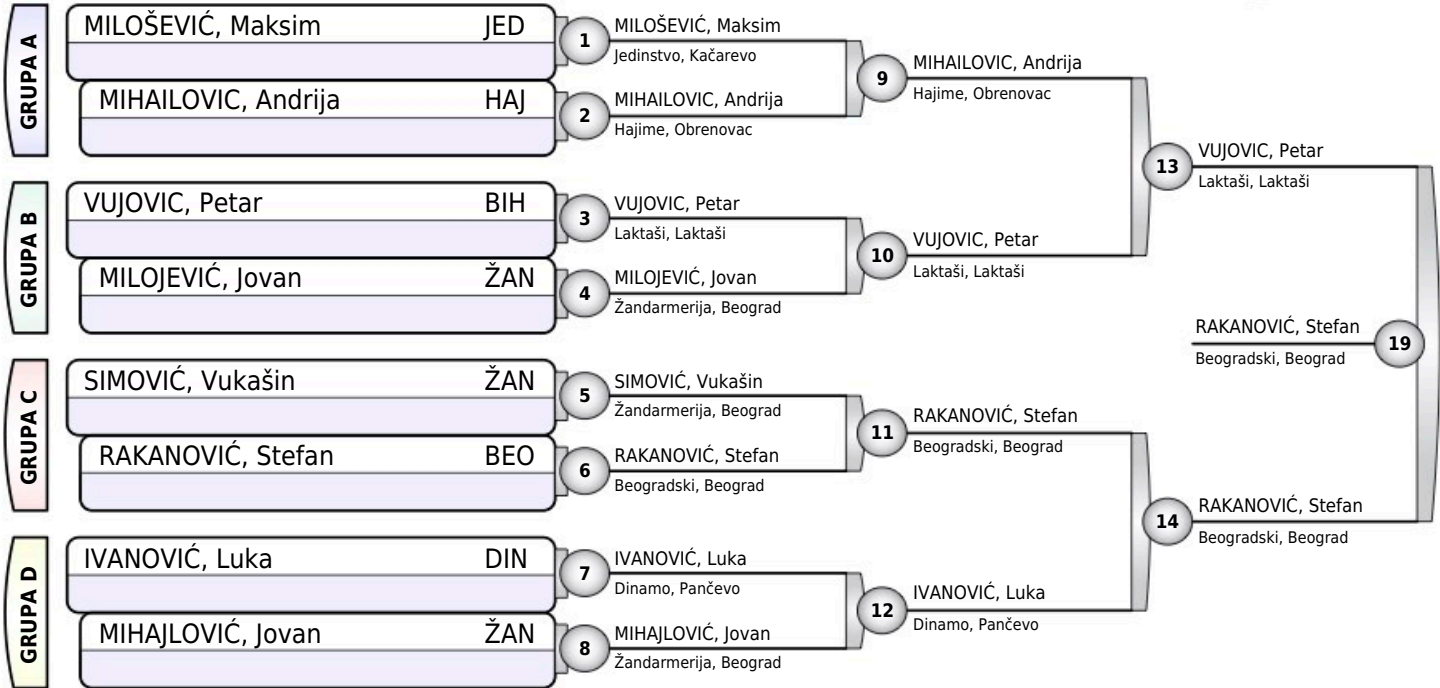 GRUPA A
MILOŠEVIĆ, Maksim JED
MIHAILOVIC, Andrija HAJ
1
MILOŠEVIĆ, Maksim
Jedinstvo, Kačarevo
2
MIHAILOVIC, Andrija
Hajime, Obrenovac
9
MIHAILOVIC, Andrija
Hajime, Obrenovac
GRUPA B
VUJOVIC, Petar BIH
MILOJEVIĆ, Jovan ŽAN
3
VUJOVIC, Petar
Laktaši, Laktaši
4
MILOJEVIĆ, Jovan
Žandarmerija, Beograd
10
VUJOVIC, Petar
Laktaši, Laktaši
13
VUJOVIC, Petar
Laktaši, Laktaši
GRUPA C
SIMOVIĆ, Vukašin ŽAN
RAKANOVIĆ, Stefan BEO
5
SIMOVIĆ, Vukašin
Žandarmerija, Beograd
6
RAKANOVIĆ, Stefan
Beogradski, Beograd
11
RAKANOVIĆ, Stefan
Beogradski, Beograd
GRUPA D
IVANOVIĆ, Luka DIN
MIHAJLOVIĆ, Jovan ŽAN
7
IVANOVIĆ, Luka
Dinamo, Pančevo
8
MIHAJLOVIĆ, Jovan
Žandarmerija, Beograd
12
IVANOVIĆ, Luka
Dinamo, Pančevo
14
RAKANOVIĆ, Stefan
Beogradski, Beograd
RAKANOVIĆ, Stefan
Beogradski, Beograd
19